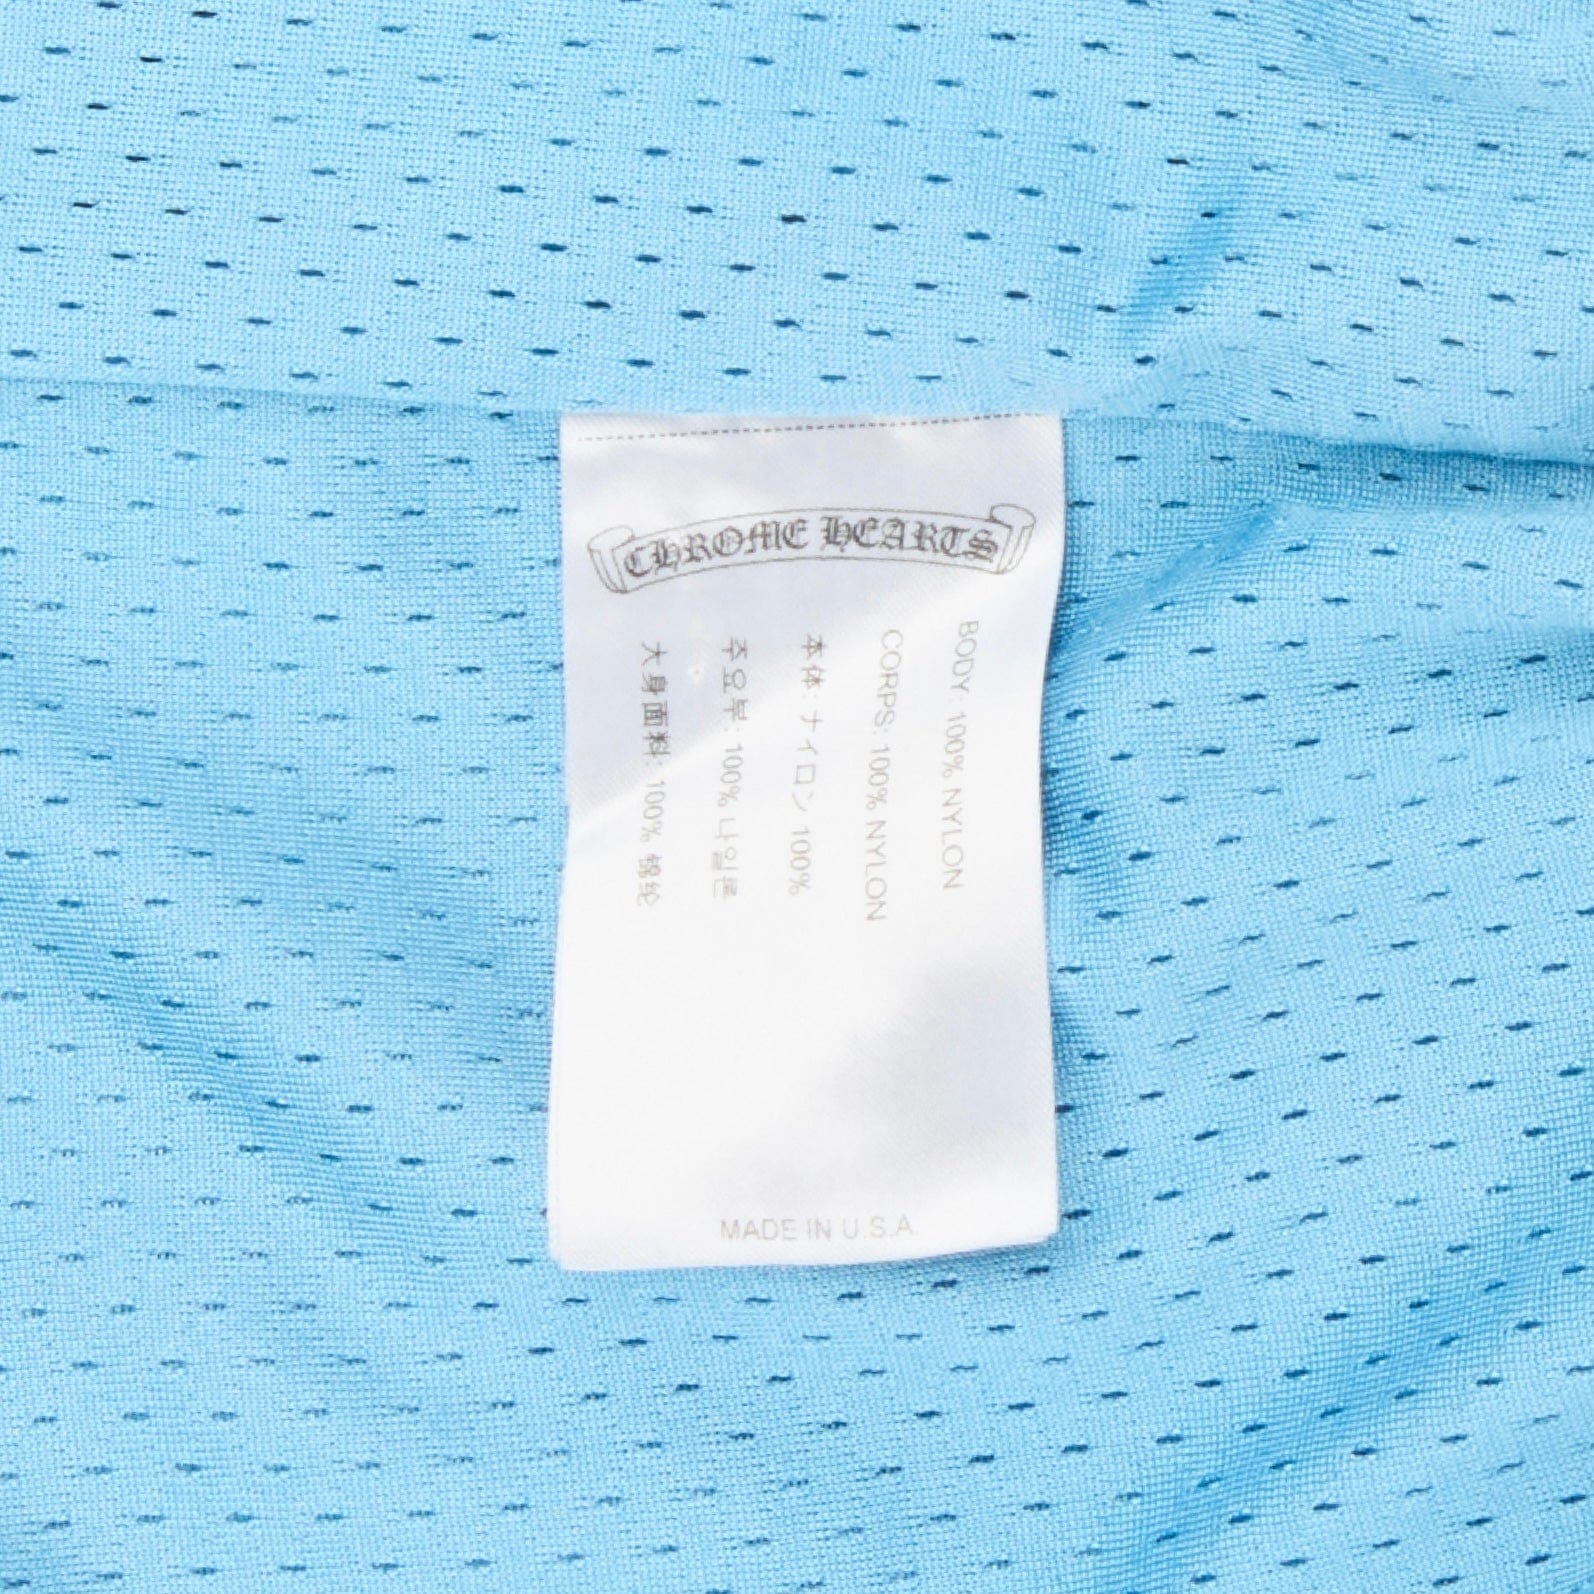 CHROME HEARTS
BODY: 100% NYLON
CORPS: 100% NYLON
本体: ナイロン 100%
주요부: 100% 나일론
大身面料: 100% 锦纶
MADE IN U.S.A.